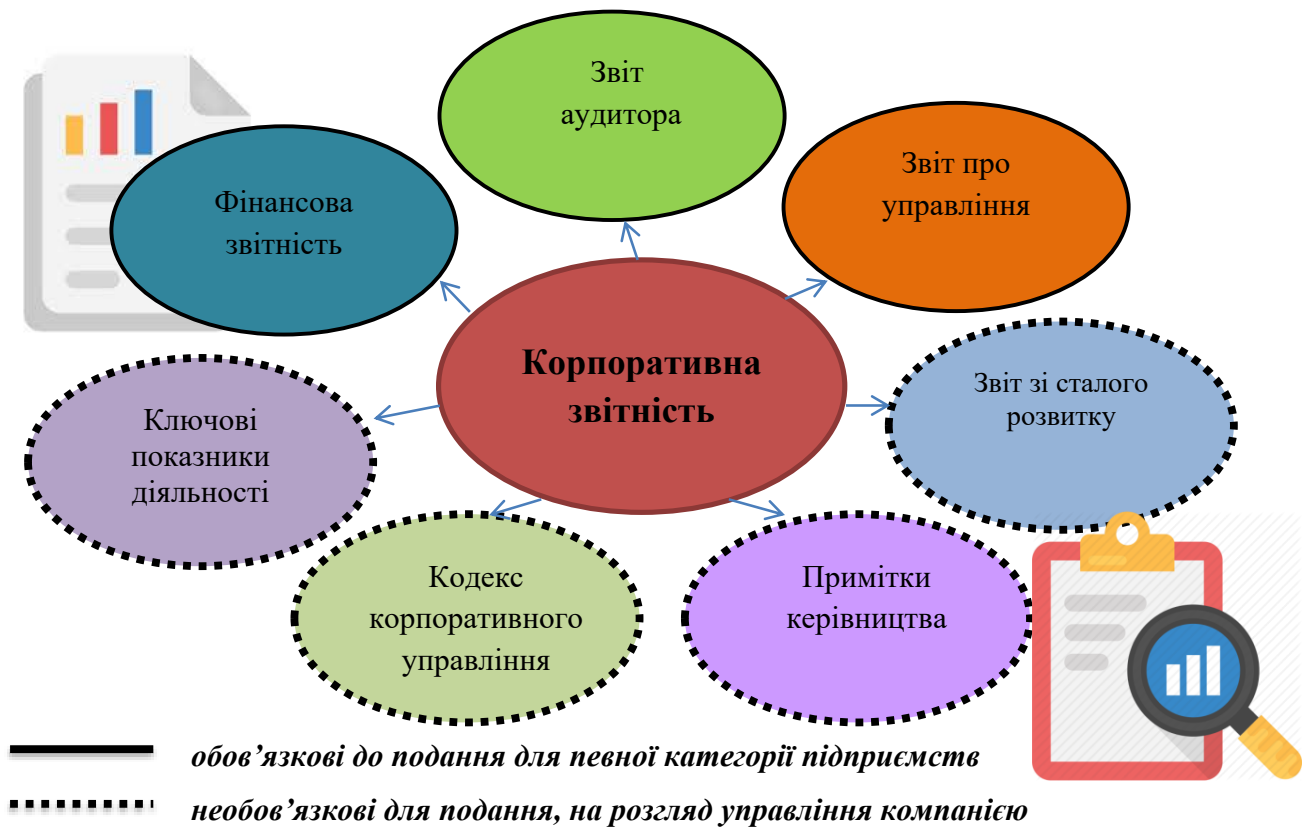 Звіт
аудитора
Звіт про
управління
Фінансова
звітність
Корпоративна
звітність
Звіт зі сталого
розвитку
Ключові
показники
діяльності
Кодекс
корпоративного
управління
Примітки
керівництва
обов’язкові до подання для певної категорії підприємств
необов’язкові для подання, на розгляд управління компанією